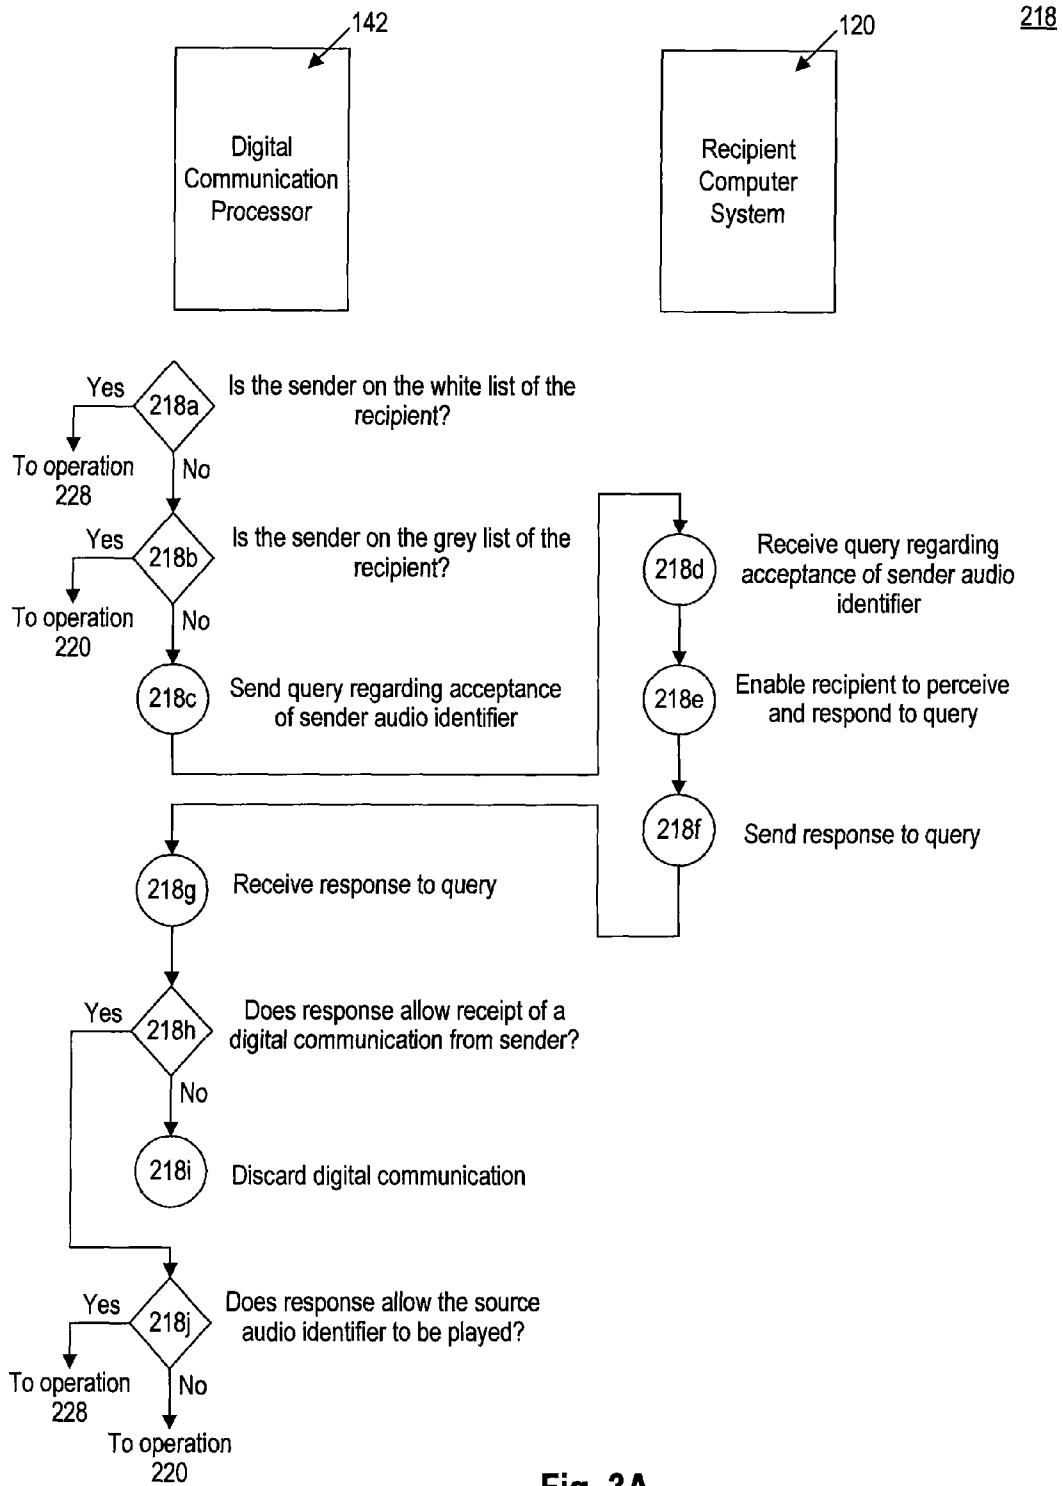 142
120
218
Digital
Communication
Processor
Recipient
Computer
System
Yes
218a
Is the sender on the white list of the
recipient?
To operation
228
No
Yes
218b
Is the sender on the grey list of the
recipient?
To operation
220
No
218c
Send query regarding acceptance
of sender audio identifier
218d
Receive query regarding
acceptance of sender audio
identifier
218e
Enable recipient to perceive
and respond to query
218f
Send response to query
218g
Receive response to query
Yes
218h
Does response allow receipt of a
digital communication from sender?
No
218i
Discard digital communication
Yes
218j
Does response allow the source
audio identifier to be played?
To operation
228
No
To operation
220
Fig. 3A